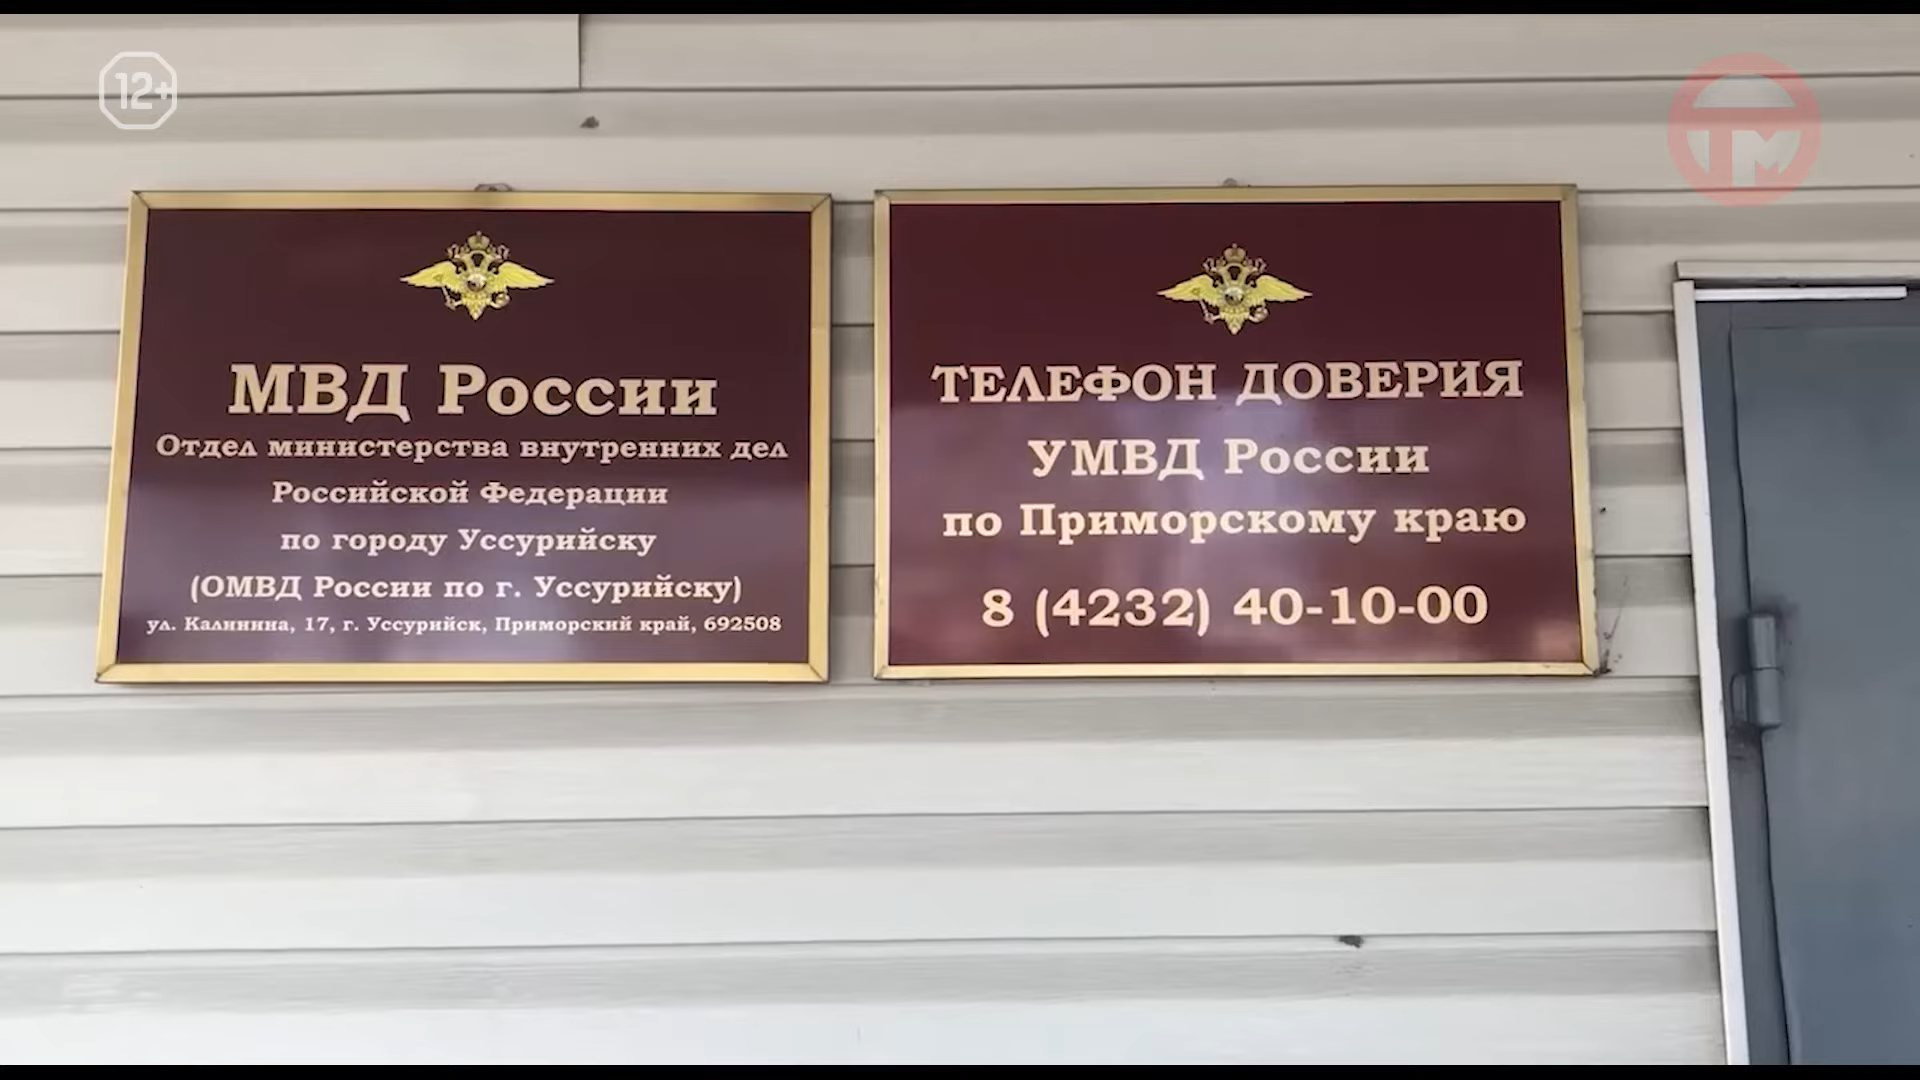 12+
ТМ
МВД России
Отдел министерства внутренних дел
Российской Федерации
по городу Уссурийску
(ОМВД России по г. Уссурийску)
ул. Калинина, 17, г. Уссурийск, Приморский край, 692508
ТЕЛЕФОН ДОВЕРИЯ
УМВД России
по Приморскому краю
8 (4232) 40-10-00